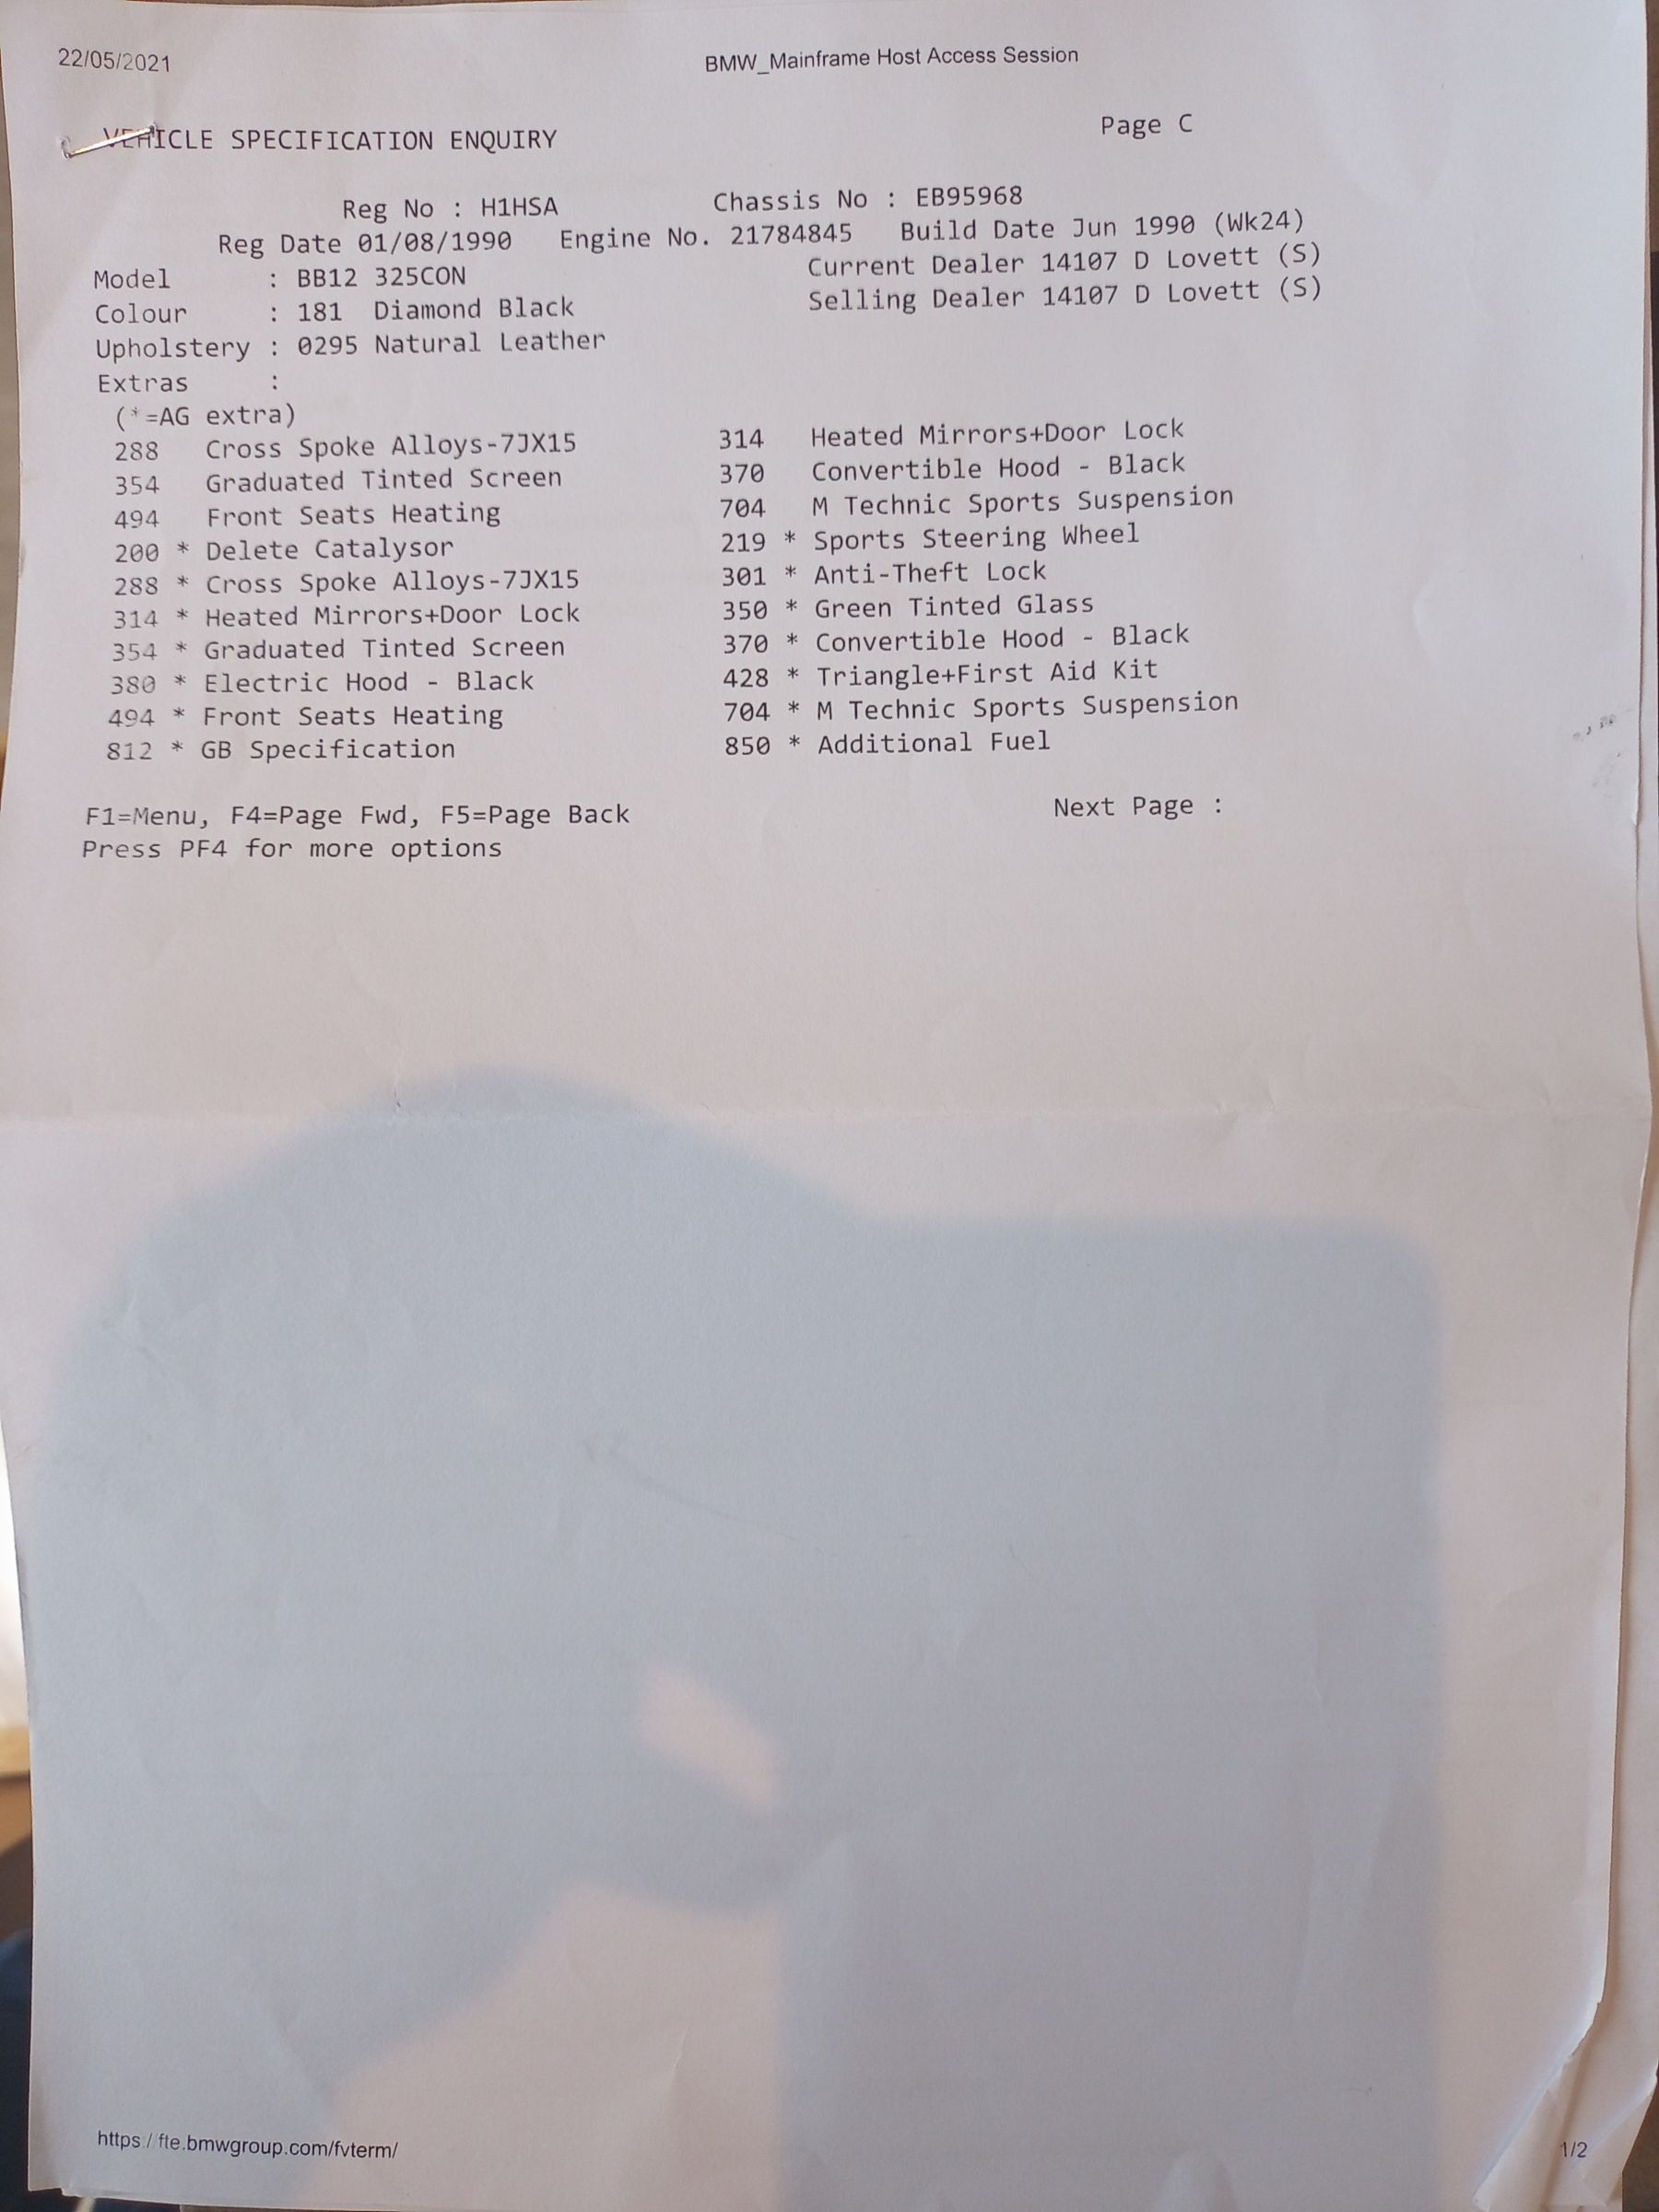 22/05/2021 BMW_Mainframe Host Access Session
VEHICLE SPECIFICATION ENQUIRY Page C
Reg No : H1HSA Chassis No : EB95968
Reg Date 01/08/1990 Engine No. 21784845 Build Date Jun 1990 (Wk24)
Model : BB12 325CON Current Dealer 14107 D Lovett (S)
Colour : 181 Diamond Black Selling Dealer 14107 D Lovett (S)
Upholstery : 0295 Natural Leather
Extras :
(*=AG extra)
288 Cross Spoke Alloys-7JX15 314 Heated Mirrors+Door Lock
354 Graduated Tinted Screen 370 Convertible Hood - Black
494 Front Seats Heating 704 M Technic Sports Suspension
200 * Delete Catalysor 219 * Sports Steering Wheel
288 * Cross Spoke Alloys-7JX15 301 * Anti-Theft Lock
314 * Heated Mirrors+Door Lock 350 * Green Tinted Glass
354 * Graduated Tinted Screen 370 * Convertible Hood - Black
380 * Electric Hood - Black 428 * Triangle+First Aid Kit
494 * Front Seats Heating 704 * M Technic Sports Suspension
812 * GB Specification 850 * Additional Fuel
F1=Menu, F4=Page Fwd, F5=Page Back Next Page :
Press PF4 for more options
https://fte.bmwgroup.com/fvterm/ 1/2